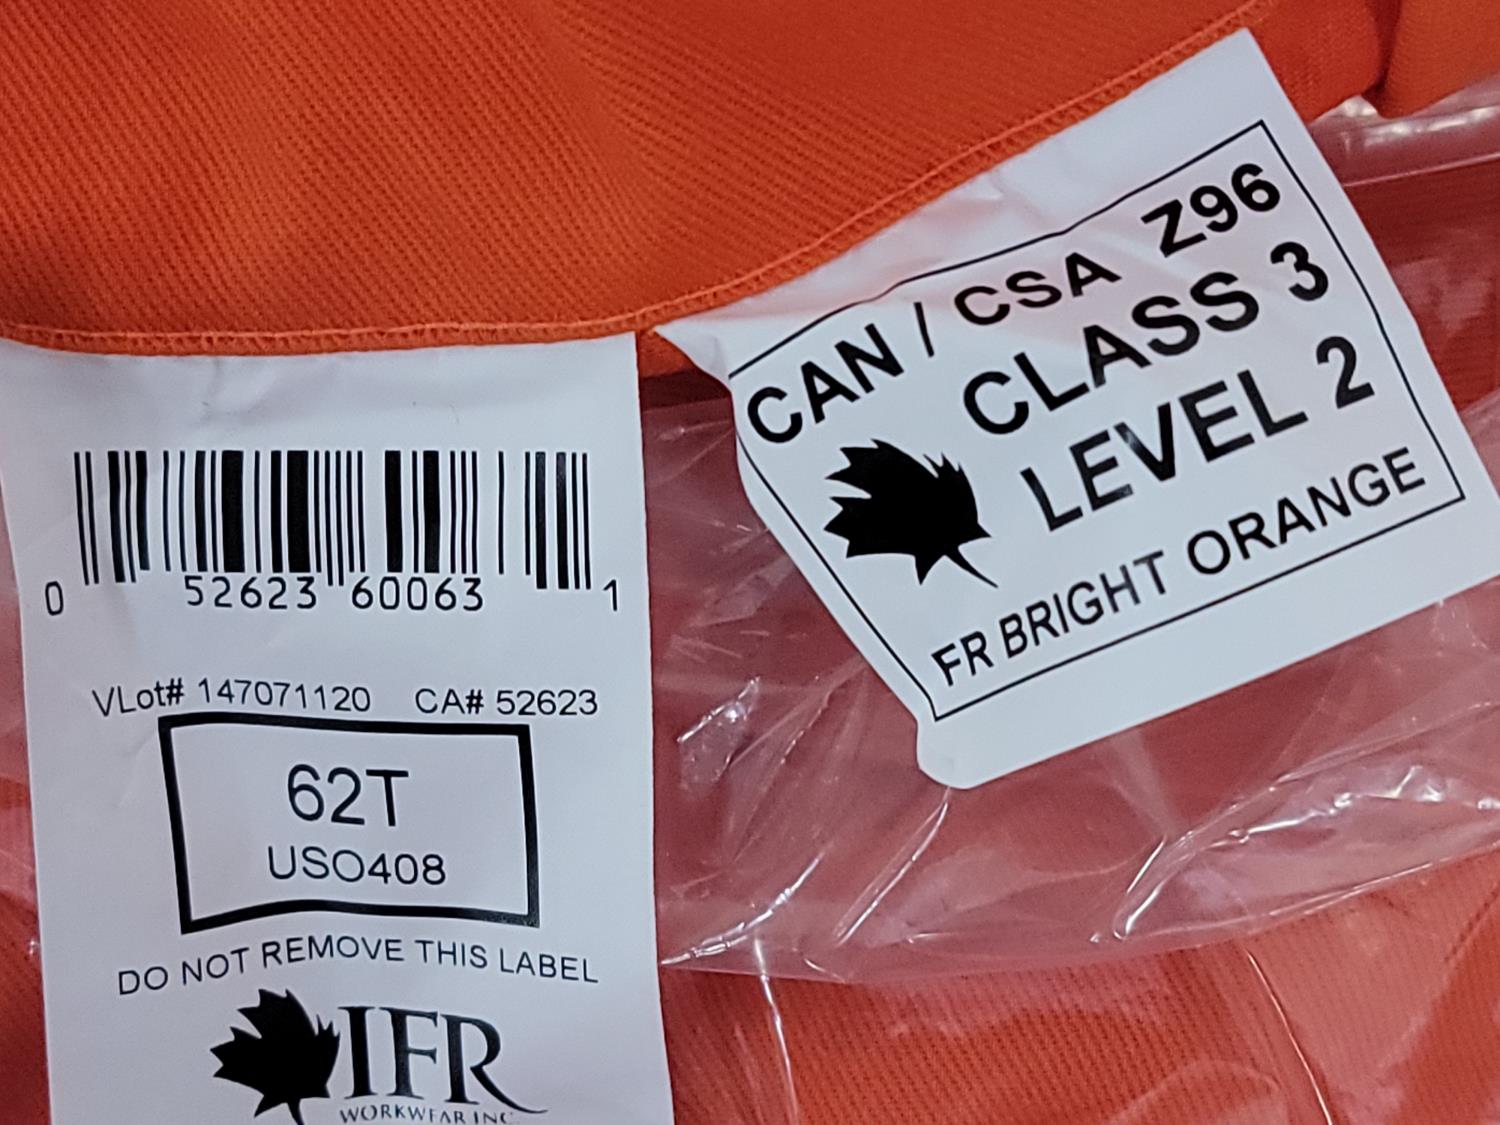 0 52623 60063 1
VLot# 147071120 CA# 52623
62T
USO408
DO NOT REMOVE THIS LABEL
IFR
WORKWEAR INC
CAN / CSA Z96
CLASS 3
LEVEL 2
FR BRIGHT ORANGE